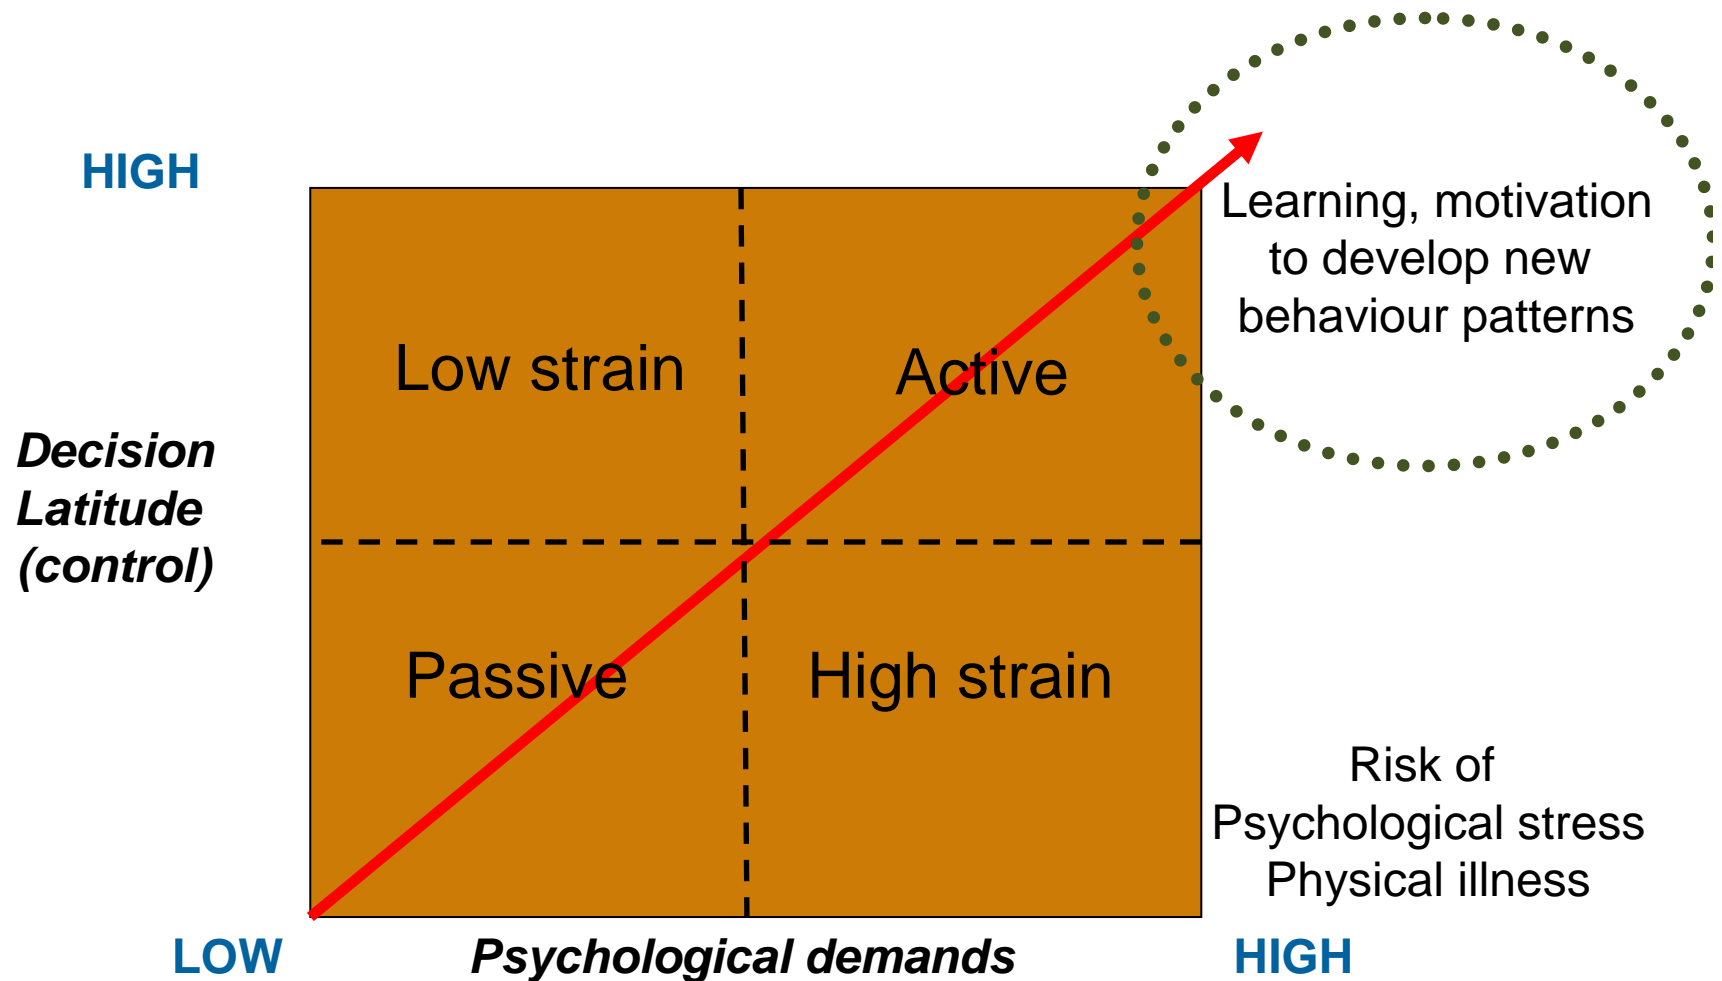 HIGH
Learning, motivation
to develop new
behaviour patterns
Low strain
Active
Decision
Latitude
(control)
Passive
High strain
Risk of
Psychological stress
Physical illness
LOW
Psychological demands
HIGH